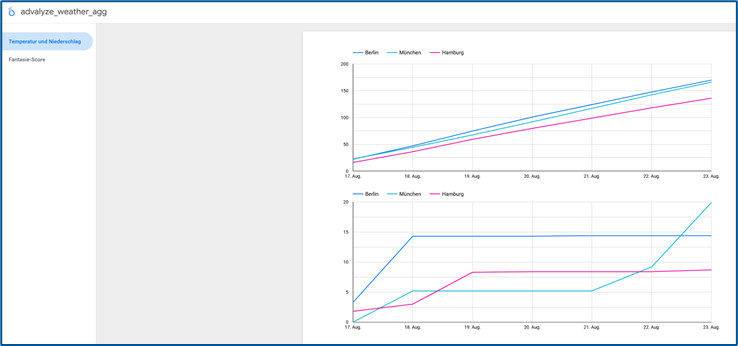 advalyze_weather_agg
Temperatur und Niederschlag
Fantasie-Score
Berlin München Hamburg
200
150
100
50
0
17. Aug. 18. Aug. 19. Aug. 20. Aug. 21. Aug. 22. Aug. 23. Aug.
Berlin München Hamburg
20
15
10
5
0
17. Aug. 18. Aug. 19. Aug. 20. Aug. 21. Aug. 22. Aug. 23. Aug.